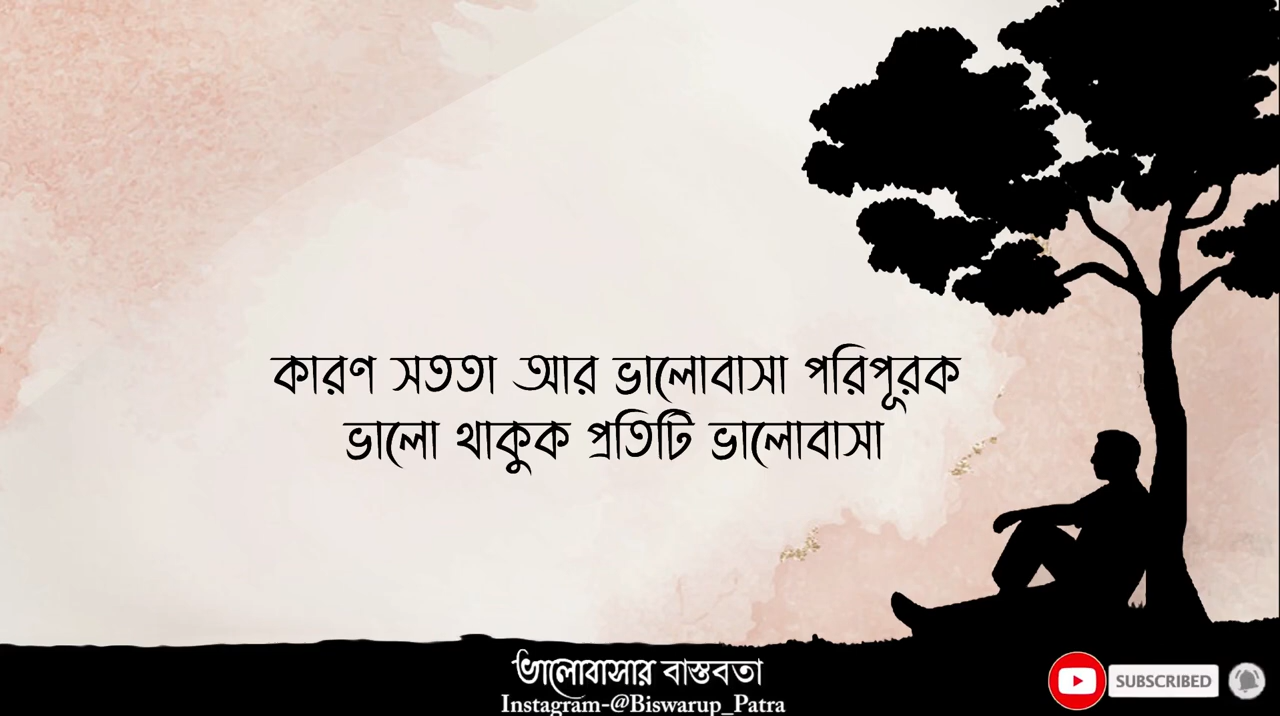 কারণ সততা আর ভালোবাসা পরিপূরক
ভালো থাকুক প্রতিটি ভালোবাসা
ভালোবাসার বাস্তবতা
Instagram-@Biswarup_Patra
SUBSCRIBED